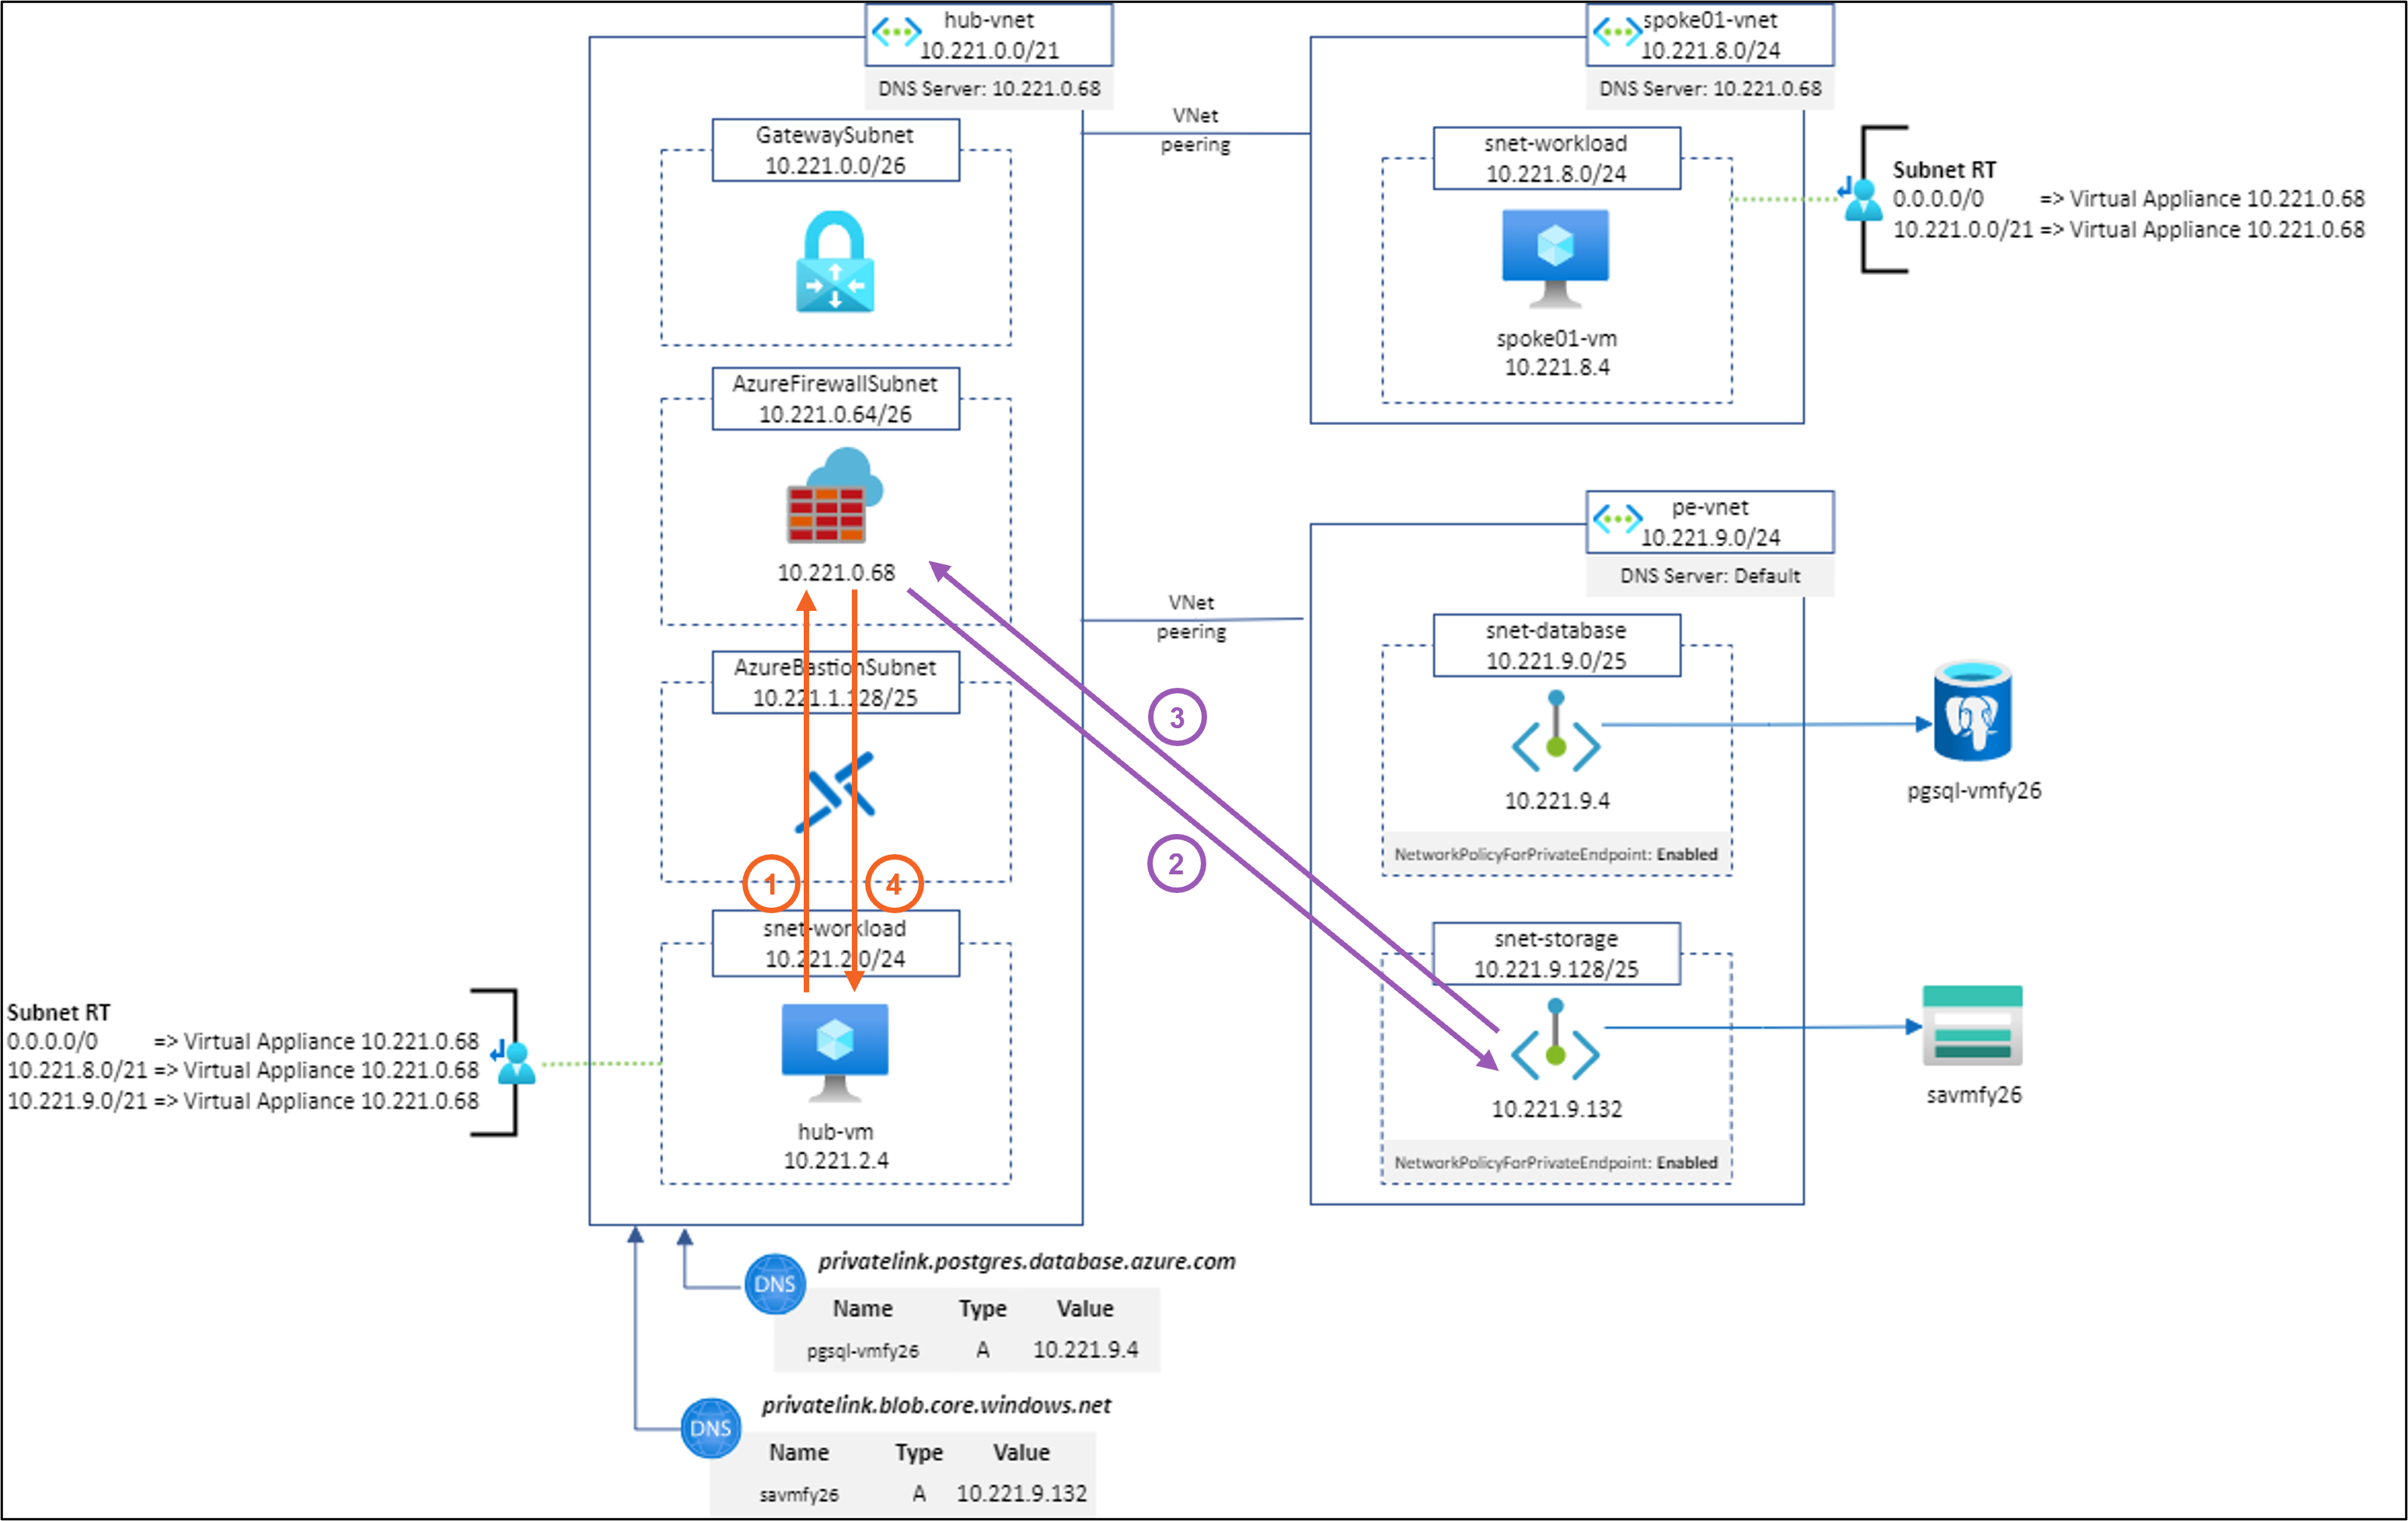 hub-vnet
10.221.0.0/21
DNS Server: 10.221.0.68
GatewaySubnet
10.221.0.0/26
AzureFirewallSubnet
10.221.0.64/26
10.221.0.68
AzureBastionSubnet
10.221.1.128/25
1
4
snet-workload
10.221.2.0/24
hub-vm
10.221.2.4
Subnet RT
0.0.0.0/0 => Virtual Appliance 10.221.0.68
10.221.8.0/21 => Virtual Appliance 10.221.0.68
10.221.9.0/21 => Virtual Appliance 10.221.0.68
VNet
peering
spoke01-vnet
10.221.8.0/24
DNS Server: 10.221.0.68
snet-workload
10.221.8.0/24
spoke01-vm
10.221.8.4
Subnet RT
0.0.0.0/0 => Virtual Appliance 10.221.0.68
10.221.0.0/21 => Virtual Appliance 10.221.0.68
VNet
peering
3
2
pe-vnet
10.221.9.0/24
DNS Server: Default
snet-database
10.221.9.0/25
10.221.9.4
NetworkPolicyForPrivateEndpoint: Enabled
pgsql-vmfy26
snet-storage
10.221.9.128/25
10.221.9.132
NetworkPolicyForPrivateEndpoint: Enabled
savmfy26
DNS
privatelink.postgres.database.azure.com
Name Type Value
pgsql-vmfy26 A 10.221.9.4
DNS
privatelink.blob.core.windows.net
Name Type Value
savmfy26 A 10.221.9.132